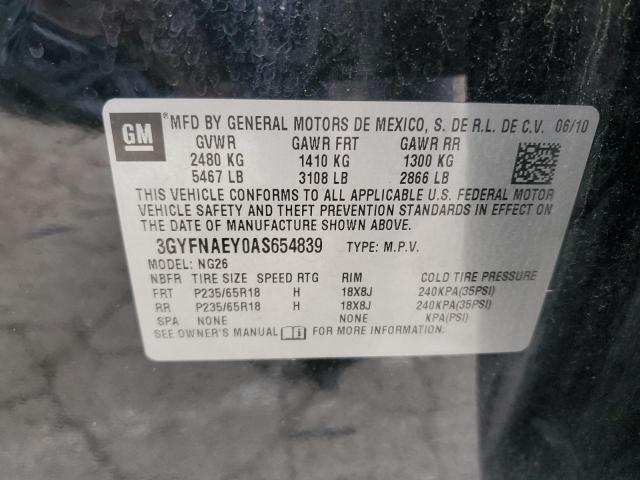 GM ® MFD BY GENERAL MOTORS DE MEXICO, S. DE R.L. DE C.V. 06/10
GVWR GAWR FRT GAWR RR
2480 KG 1410 KG 1300 KG
5467 LB 3108 LB 2866 LB
THIS VEHICLE CONFORMS TO ALL APPLICABLE U.S. FEDERAL MOTOR
VEHICLE SAFETY AND THEFT PREVENTION STANDARDS IN EFFECT ON
THE DATE OF MANUFACTURE SHOWN ABOVE.
3GYFNAEY0AS654839 TYPE: M.P.V.
MODEL: NG26
NBFR TIRE SIZE SPEED RTG RIM COLD TIRE PRESSURE
FRT P235/65R18 H 18X8J 240KPA(35PSI)
RR P235/65R18 H 18X8J 240KPA(35PSI)
SPA NONE NONE KPA(PSI)
SEE OWNER'S MANUAL FOR MORE INFORMATION